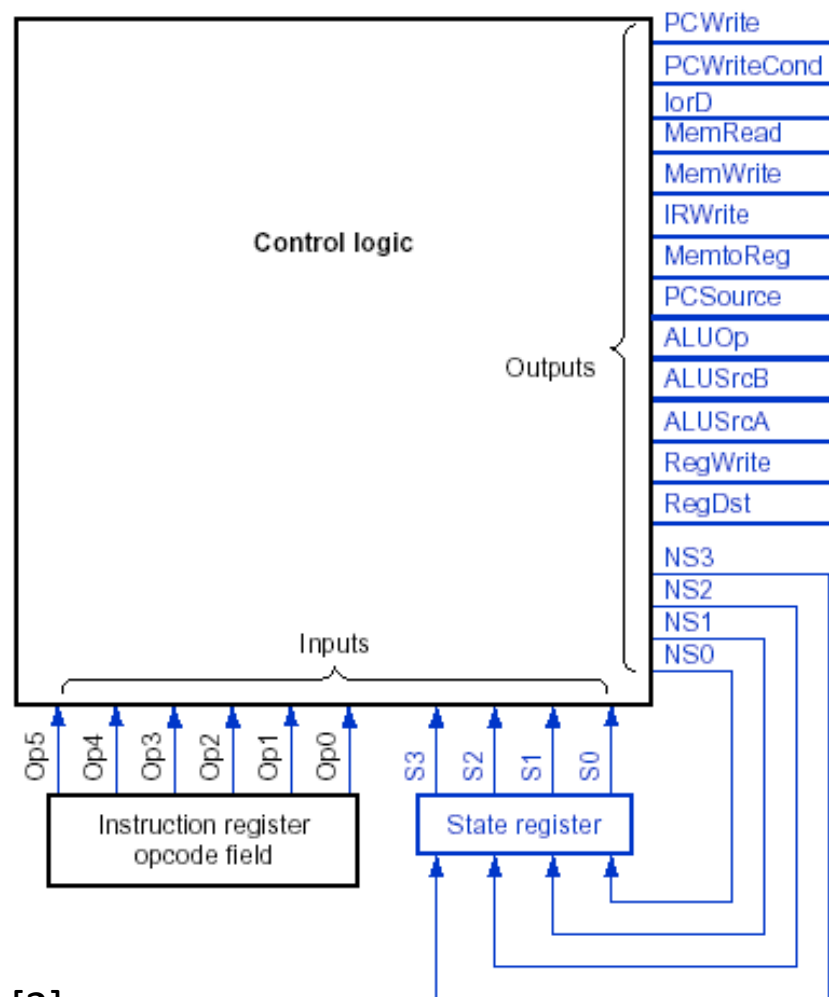 PCWrite
PCWriteCond
IorD
MemRead
MemWrite
IRWrite
MemtoReg
PCSource
ALUOp
ALUSrcB
ALUSrcA
RegWrite
RegDst
NS3
NS2
NS1
NS0
Control logic
Outputs
Inputs
Op5
Op4
Op3
Op2
Op1
Op0
S3
S2
S1
S0
Instruction register
opcode field
State register